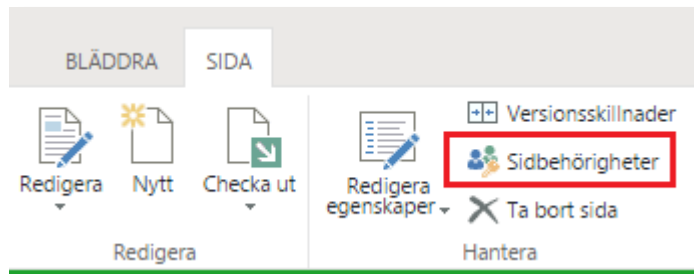 BLÄDDRA
SIDA
Redigera
Nytt
Checka ut
Redigera
egenskaper
Versionsskillnader
Sidbehörigheter
Ta bort sida
Redigera
Hantera